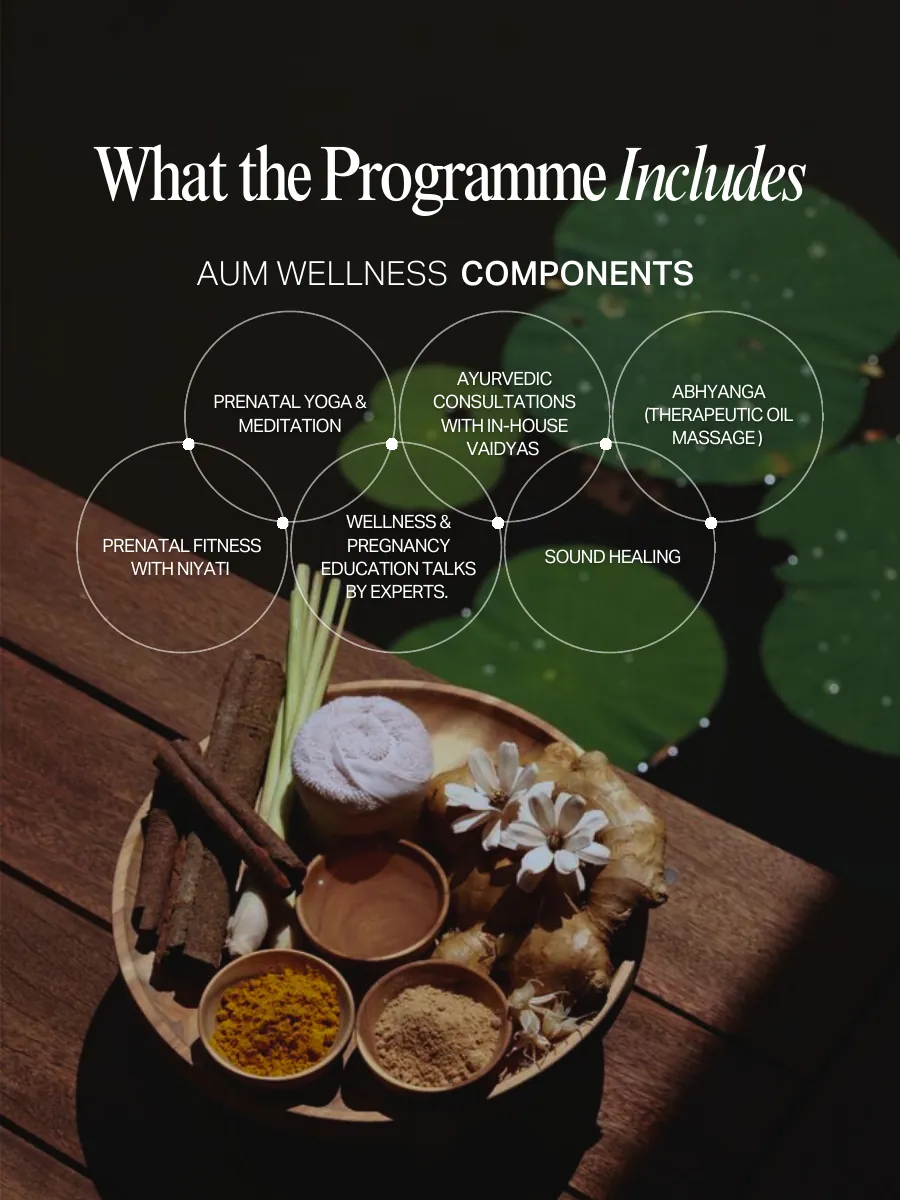 What the Programme Includes
AUM WELLNESS COMPONENTS
PRENATAL YOGA &
MEDITATION
AYURVEDIC
CONSULTATIONS
WITH IN-HOUSE
VAIDYAS
ABHYANGA
(THERAPEUTIC OIL
MASSAGE )
PRENATAL FITNESS
WITH NIYATI
WELLNESS &
PREGNANCY
EDUCATION TALKS
BY EXPERTS.
SOUND HEALING